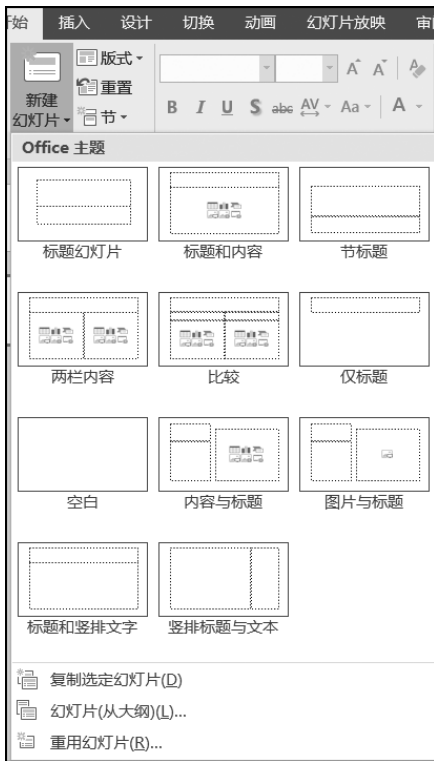 始 插入 设计 切换 动画 幻灯片放映 审
版式
重置
新建
幻灯片 节
A A
B I U S abc AV Aa A
Office 主题
标题幻灯片 标题和内容 节标题
两栏内容 比较 仅标题
空白 内容与标题 图片与标题
标题和竖排文字 竖排标题与文本
复制选定幻灯片(D)
幻灯片(从大纲)(L)...
重用幻灯片(R)...